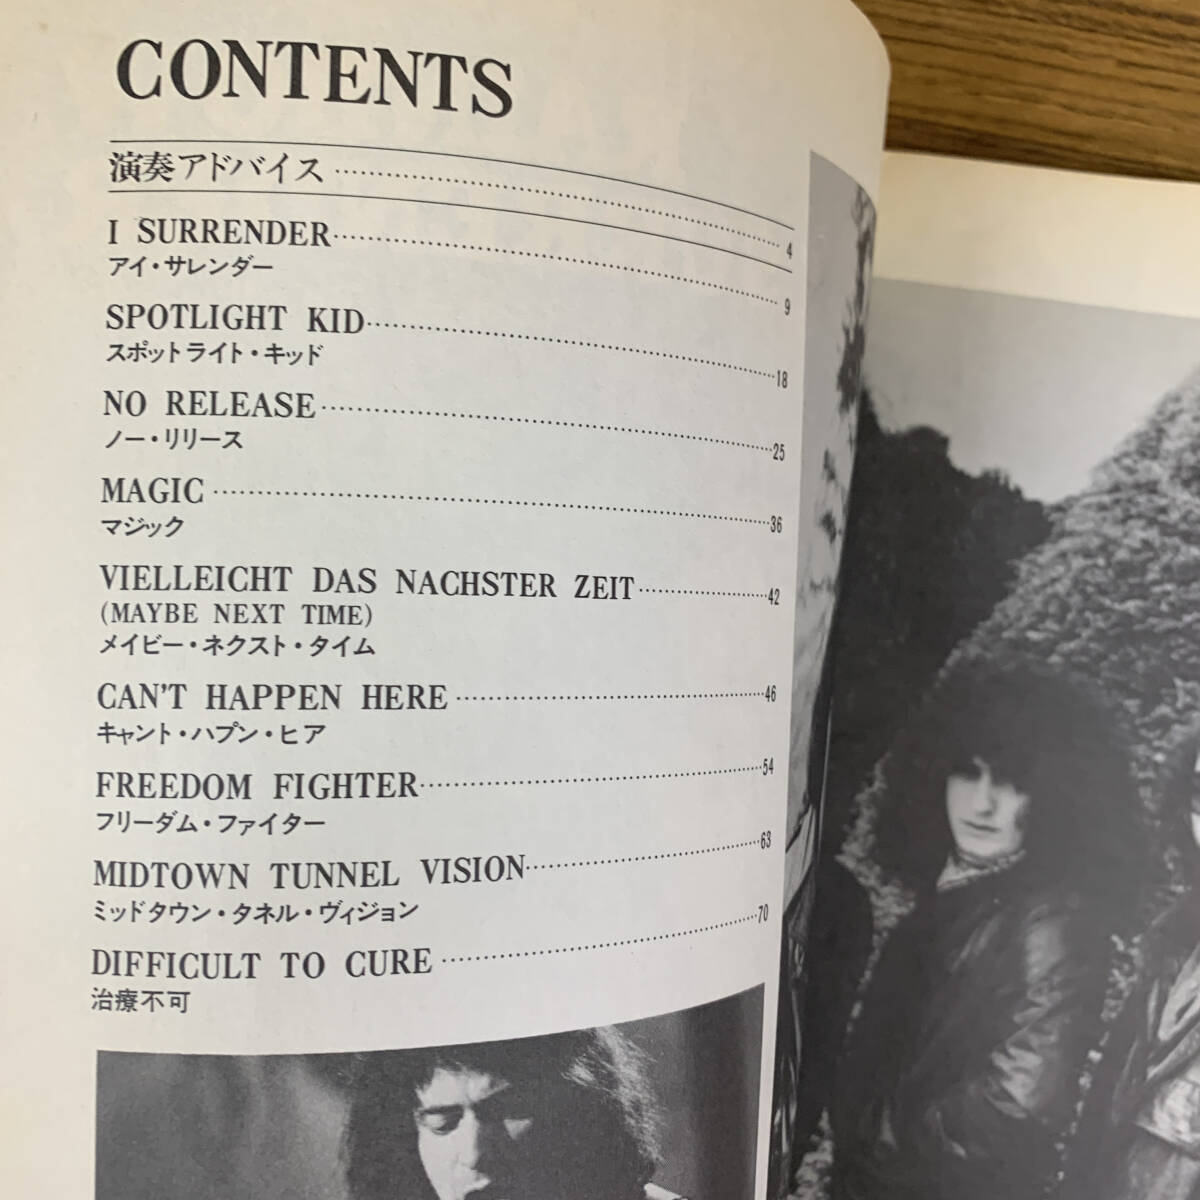 CONTENTS
演奏アドバイス 4
I SURRENDER 9
アイ・サレンダー
SPOTLIGHT KID 18
スポットライト・キッド
NO RELEASE 25
ノー・リリース
MAGIC 36
マジック
VIELLEICHT DAS NACHSTER ZEIT 42
(MAYBE NEXT TIME)
メイビー・ネクスト・タイム
CAN'T HAPPEN HERE 46
キャント・ハプン・ヒア
FREEDOM FIGHTER 54
フリーダム・ファイター
MIDTOWN TUNNEL VISION 63
ミッドタウン・タネル・ヴィジョン
DIFFICULT TO CURE 70
治療不可